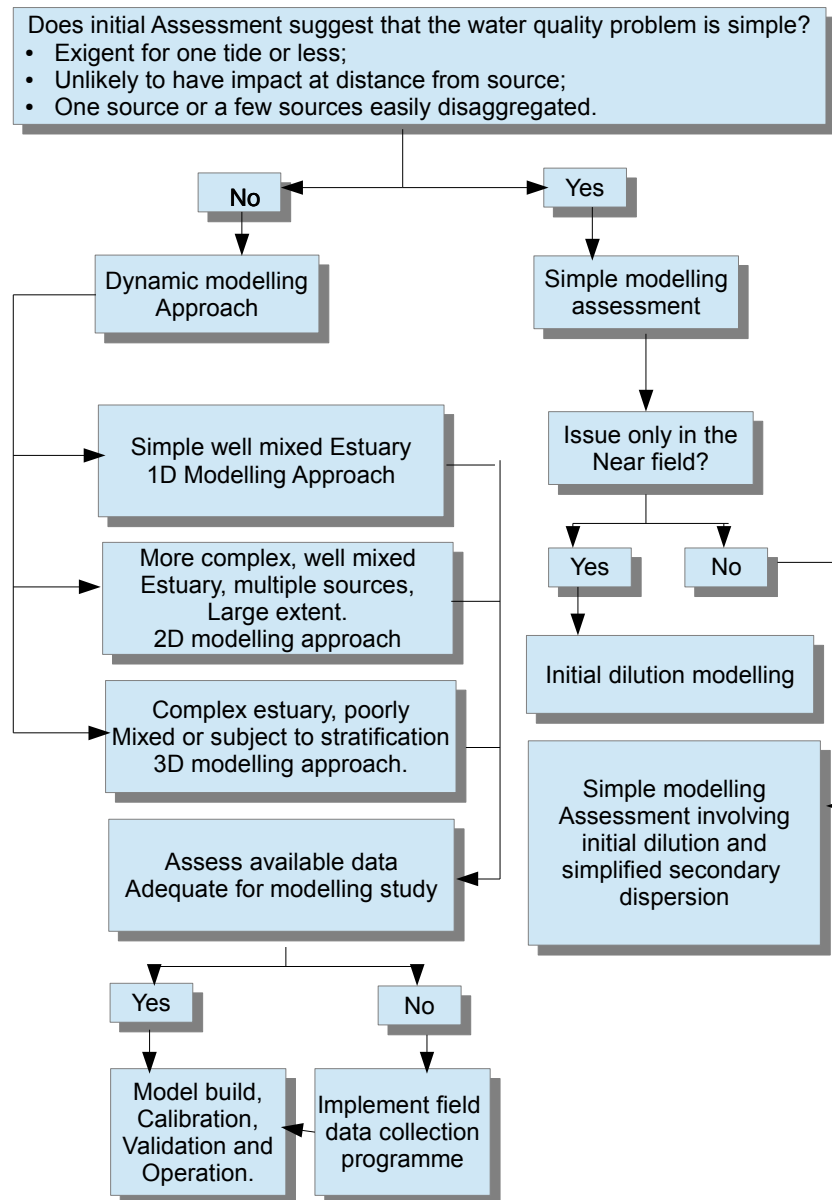 Does initial Assessment suggest that the water quality problem is simple?
• Exigent for one tide or less;
• Unlikely to have impact at distance from source;
• One source or a few sources easily disaggregated.
No
Yes
Dynamic modelling
Approach
Simple modelling
assessment
Simple well mixed Estuary
1D Modelling Approach
Issue only in the
Near field?
More complex, well mixed
Estuary, multiple sources,
Large extent.
2D modelling approach
Yes
No
Initial dilution modelling
Complex estuary, poorly
Mixed or subject to stratification
3D modelling approach.
Simple modelling
Assessment involving
initial dilution and
simplified secondary
dispersion
Assess available data
Adequate for modelling study
Yes
No
Model build,
Calibration,
Validation and
Operation.
Implement field
data collection
programme